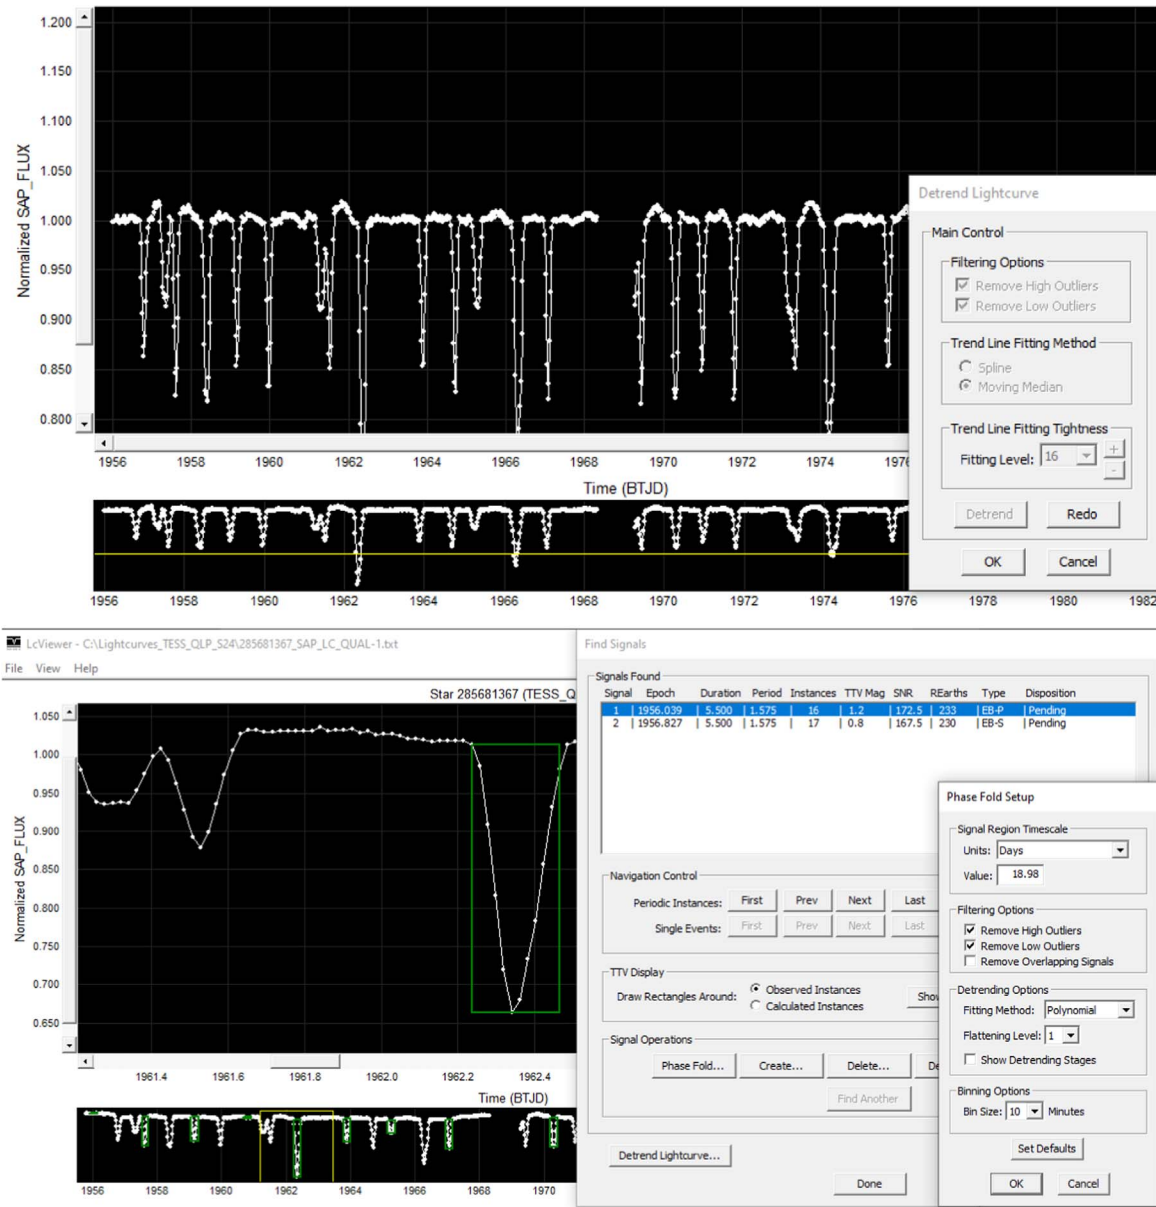 1.200
1.150
1.100
1.050
1.000
0.950
0.900
0.850
0.800
Normalized SAP_FLUX
1956 1958 1960 1962 1964 1966 1968 1970 1972 1974 1976
Time (BTJD)
1956 1958 1960 1962 1964 1966 1968 1970 1972 1974 1976 1978 1980 1982
Detrend Lightcurve
Main Control
Filtering Options
Remove High Outliers
Remove Low Outliers
Trend Line Fitting Method
Spline
Moving Median
Trend Line Fitting Tightness
Fitting Level: 16 + -
Detrend Redo
OK Cancel
LcViewer - C:\Lightcurves_TESS_QLP_S24\285681367_SAP_LC_QUAL-1.txt
File View Help
Star 285681367 (TESS_Q
1.050
1.000
0.950
0.900
0.850
0.800
0.750
0.700
0.650
Normalized SAP_FLUX
1961.4 1961.6 1961.8 1962.0 1962.2 1962.4
Time (BTJD)
1956 1958 1960 1962 1964 1966 1968 1970
Find Signals
Signals Found
Signal Epoch Duration Period Instances TTV Mag SNR REarths Type Disposition
1 | 1956.039 | 5.500 | 1.575 | 16 | 1.2 | 172.5 | 233 | EB-P | Pending
2 | 1956.827 | 5.500 | 1.575 | 17 | 0.8 | 167.5 | 230 | EB-S | Pending
Navigation Control
Periodic Instances: First Prev Next Last
Single Events: First Prev Next Last
TTV Display
Draw Rectangles Around: Observed Instances
Calculated Instances
Sho
Signal Operations
Phase Fold... Create... Delete... De
Find Another
Detrend Lightcurve...
Done
Phase Fold Setup
Signal Region Timescale
Units: Days
Value: 18.98
Filtering Options
Remove High Outliers
Remove Low Outliers
Remove Overlapping Signals
Detrending Options
Fitting Method: Polynomial
Flattening Level: 1
Show Detrending Stages
Binning Options
Bin Size: 10 Minutes
Set Defaults
OK Cancel